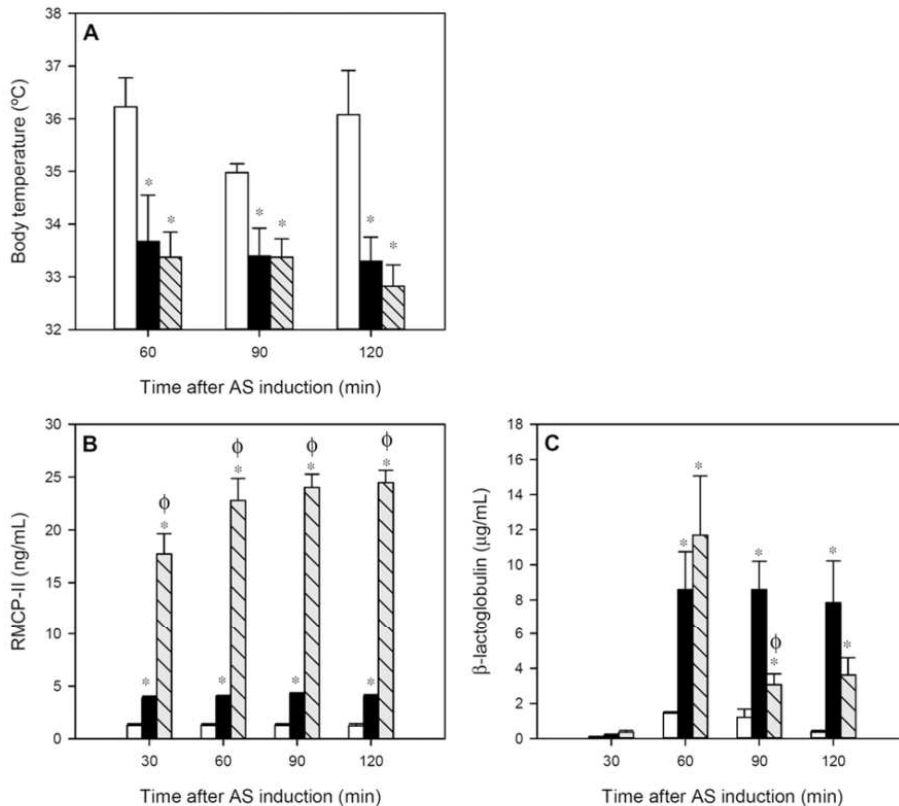 A
Body temperature (ºC)
38
37
36
35
34
33
32
* * * * * *
60 90 120
Time after AS induction (min)
B
RMCP-II (ng/mL)
30
25
20
15
10
5
0
ϕ ϕ ϕ ϕ
* * * *
* * * *
30 60 90 120
Time after AS induction (min)
C
β-lactoglobulin (µg/mL)
18
16
14
12
10
8
6
4
2
0
* * * ϕ * * *
30 60 90 120
Time after AS induction (min)